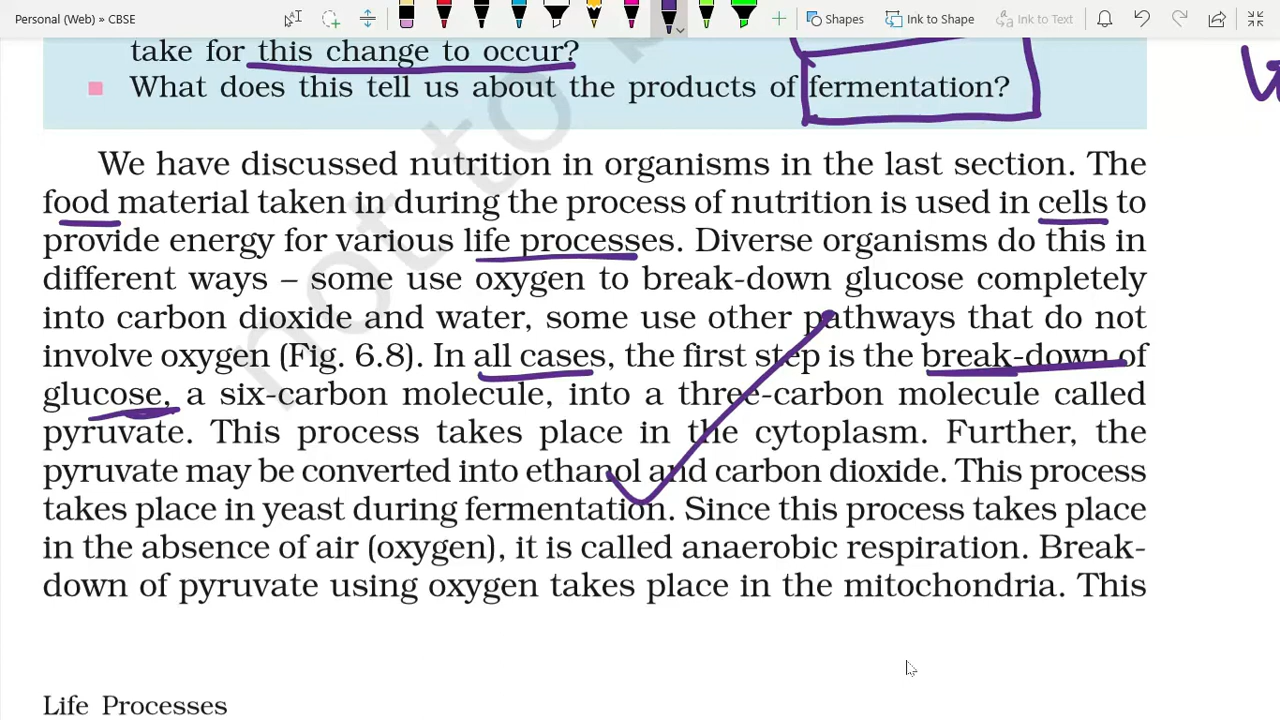 Personal (Web) » CBSE
Shapes
Ink to Shape
Ink to Text
take for this change to occur?
What does this tell us about the products of fermentation?
We have discussed nutrition in organisms in the last section. The
food material taken in during the process of nutrition is used in cells to
provide energy for various life processes. Diverse organisms do this in
different ways – some use oxygen to break-down glucose completely
into carbon dioxide and water, some use other pathways that do not
involve oxygen (Fig. 6.8). In all cases, the first step is the break-down of
glucose, a six-carbon molecule, into a three-carbon molecule called
pyruvate. This process takes place in the cytoplasm. Further, the
pyruvate may be converted into ethanol and carbon dioxide. This process
takes place in yeast during fermentation. Since this process takes place
in the absence of air (oxygen), it is called anaerobic respiration. Break-
down of pyruvate using oxygen takes place in the mitochondria. This
Life Processes
not to b